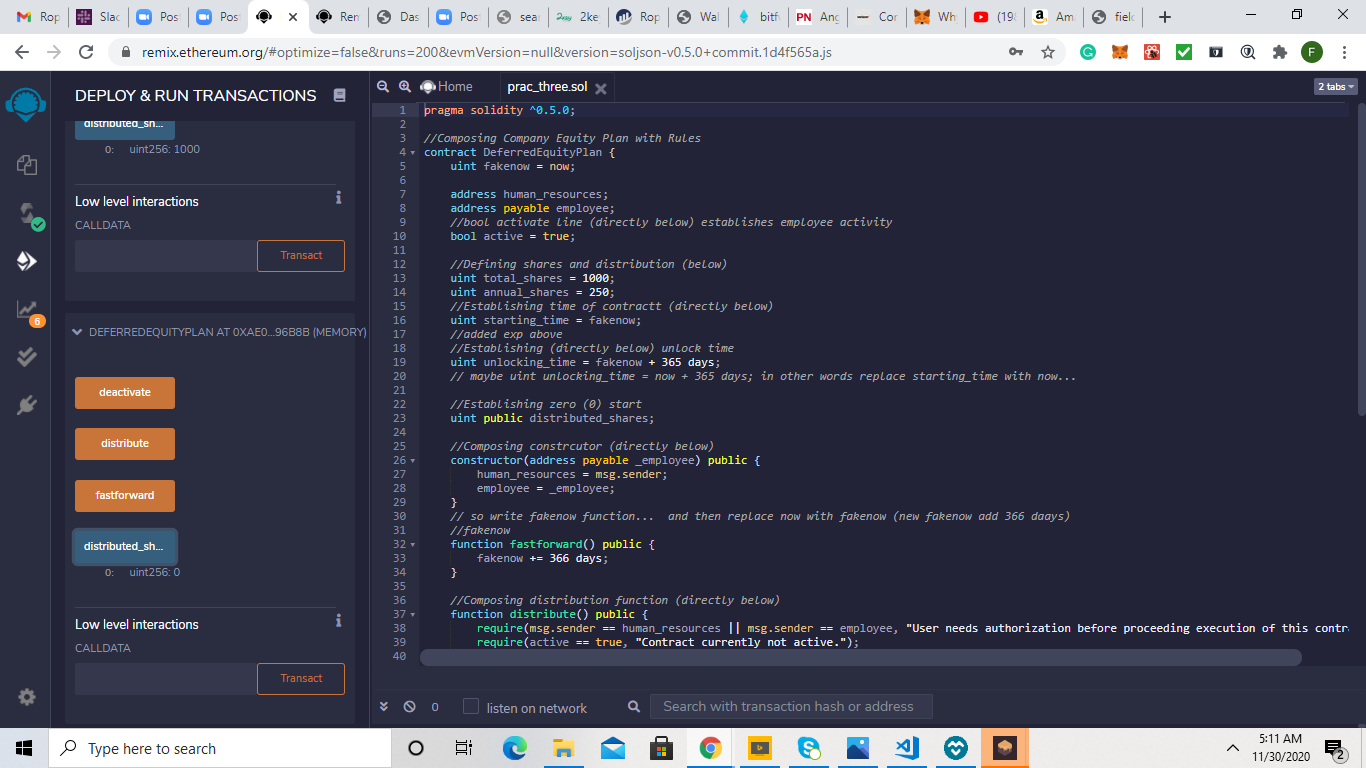 Rop
Slac
Pos
Pos
Ren
Das
Pos
sea
2ke
Rop
Wal
bitf
PN Ang
Cor
Why
(19
Am
fiel
remix.ethereum.org/#optimize=false&runs=200&evmVersion=null&version=soljson-v0.5.0+commit.1d4f565a.js
F
DEPLOY & RUN TRANSACTIONS
distributed_sh...
0: uint256: 1000
Low level interactions
CALLDATA
Transact
6
DEFERREDEQUITYPLAN AT 0XAE0...96B8B (MEMORY)
deactivate
distribute
fastforward
distributed_sh...
0: uint256: 0
Low level interactions
CALLDATA
Transact
Home
prac_three.sol
2 tabs
1 pragma solidity ^0.5.0;
2
3 //Composing Company Equity Plan with Rules
4 contract DeferredEquityPlan {
5 uint fakenow = now;
6
7 address human_resources;
8 address payable employee;
9 //bool activate line (directly below) establishes employee activity
10 bool active = true;
11
12 //Defining shares and distribution (below)
13 uint total_shares = 1000;
14 uint annual_shares = 250;
15 //Establishing time of contractt (directly below)
16 uint starting_time = fakenow;
17 //added exp above
18 //Establishing (directly below) unlock time
19 uint unlocking_time = fakenow + 365 days;
20 // maybe uint unlocking_time = now + 365 days; in other words replace starting_time with now...
21
22 //Establishing zero (0) start
23 uint public distributed_shares;
24
25 //Composing constrcutor (directly below)
26 constructor(address payable _employee) public {
27 human_resources = msg.sender;
28 employee = _employee;
29 }
30 // so write fakenow function... and then replace now with fakenow (new fakenow add 366 daays)
31 //fakenow
32 function fastforward() public {
33 fakenow += 366 days;
34 }
35
36 //Composing distribution function (directly below)
37 function distribute() public {
38 require(msg.sender == human_resources || msg.sender == employee, "User needs authorization before proceeding execution of this contr
39 require(active == true, "Contract currently not active.");
40
0
listen on network
Search with transaction hash or address
Type here to search
5:11 AM
11/30/2020
2